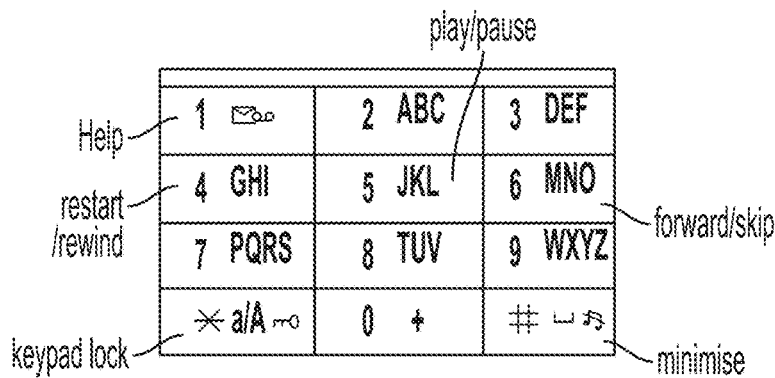 play/pause
1
2 ABC
3 DEF
Help
4 GHI
5 JKL
6 MNO
restart
/rewind
forward/skip
7 PQRS
8 TUV
9 WXYZ
* a/A
0 +
#
keypad lock
minimise